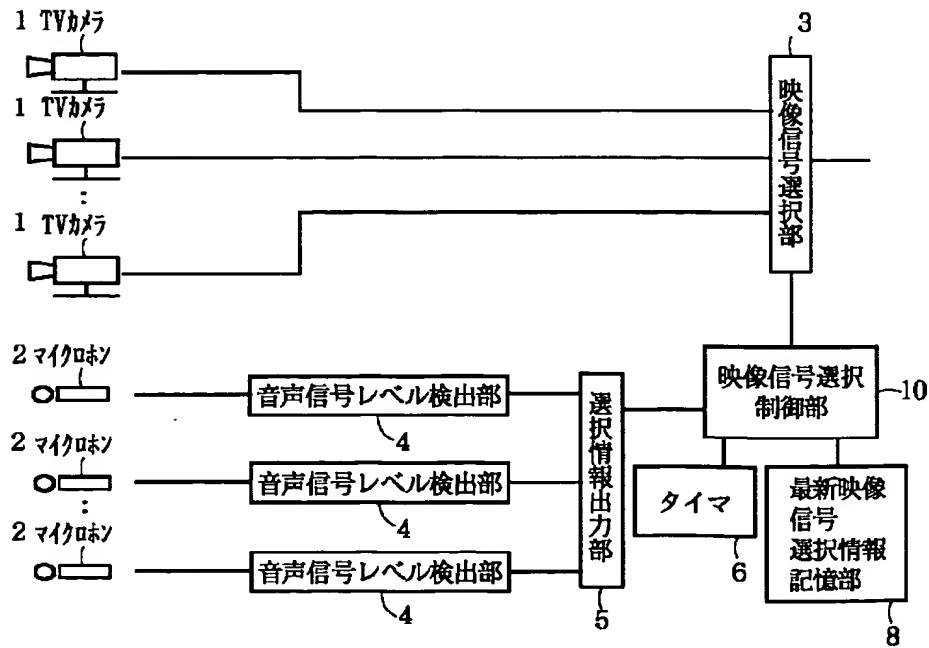 1 TVカメラ
1 TVカメラ
:
1 TVカメラ
3
映像信号選択部
2 マイクロホン
音声信号レベル検出部
4
2 マイクロホン
:
音声信号レベル検出部
4
2 マイクロホン
音声信号レベル検出部
4
選択情報出力部
5
映像信号選択
制御部
10
タイマ
6
最新映像
信号
選択情報
記憶部
8